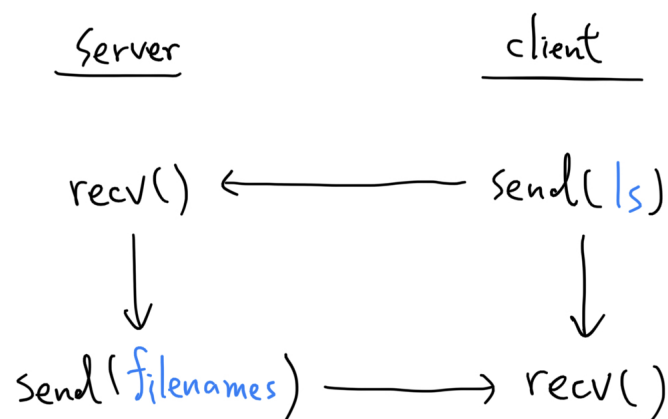 Server client
recv() send(ls)
send(filenames) recv()